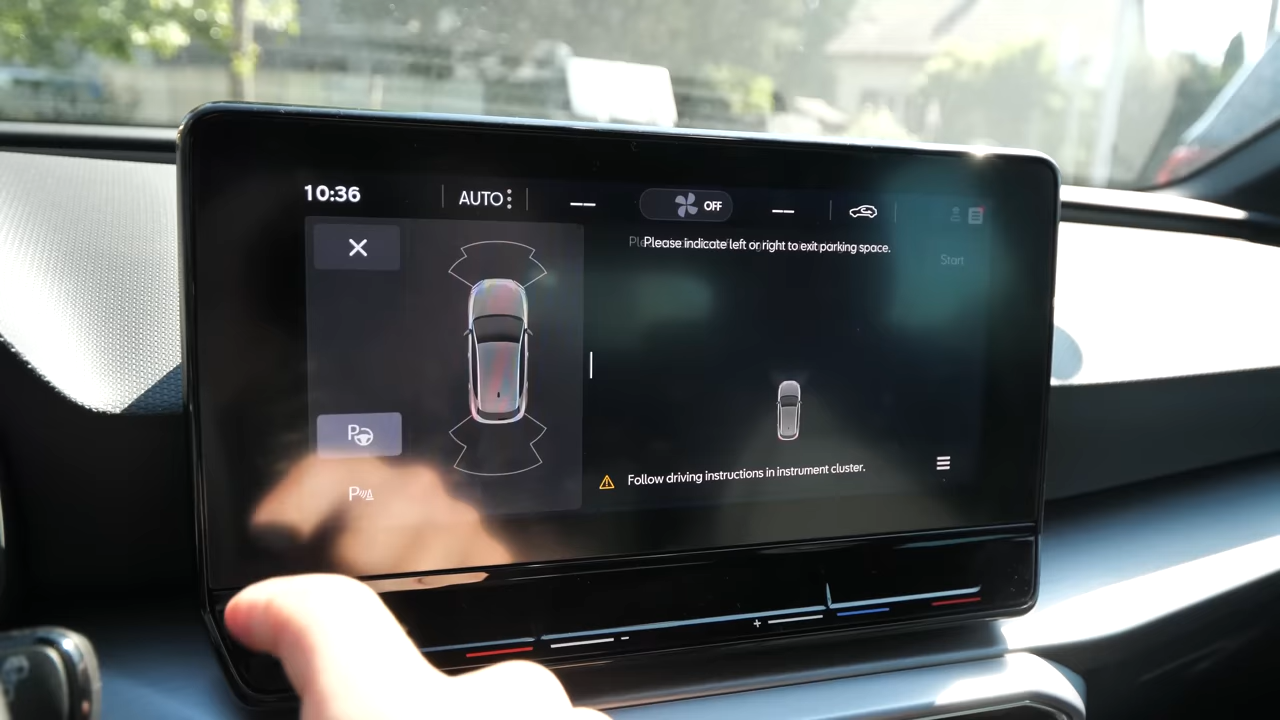 10:36
AUTO
OFF
Please indicate left or right to exit parking space.
Start
P
P
Follow driving instructions in instrument cluster.
+
-